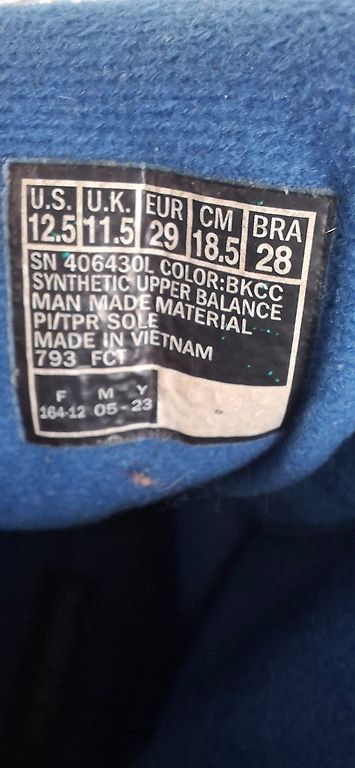 U.S. U.K. EUR CM BRA
12.5 11.5 29 18.5 28
SN 406430L COLOR:BKCC
SYNTHETIC UPPER BALANCE
MAN MADE MATERIAL
PI/TPR SOLE
MADE IN VIETNAM
793 FCT
F M Y
164-12 05-23